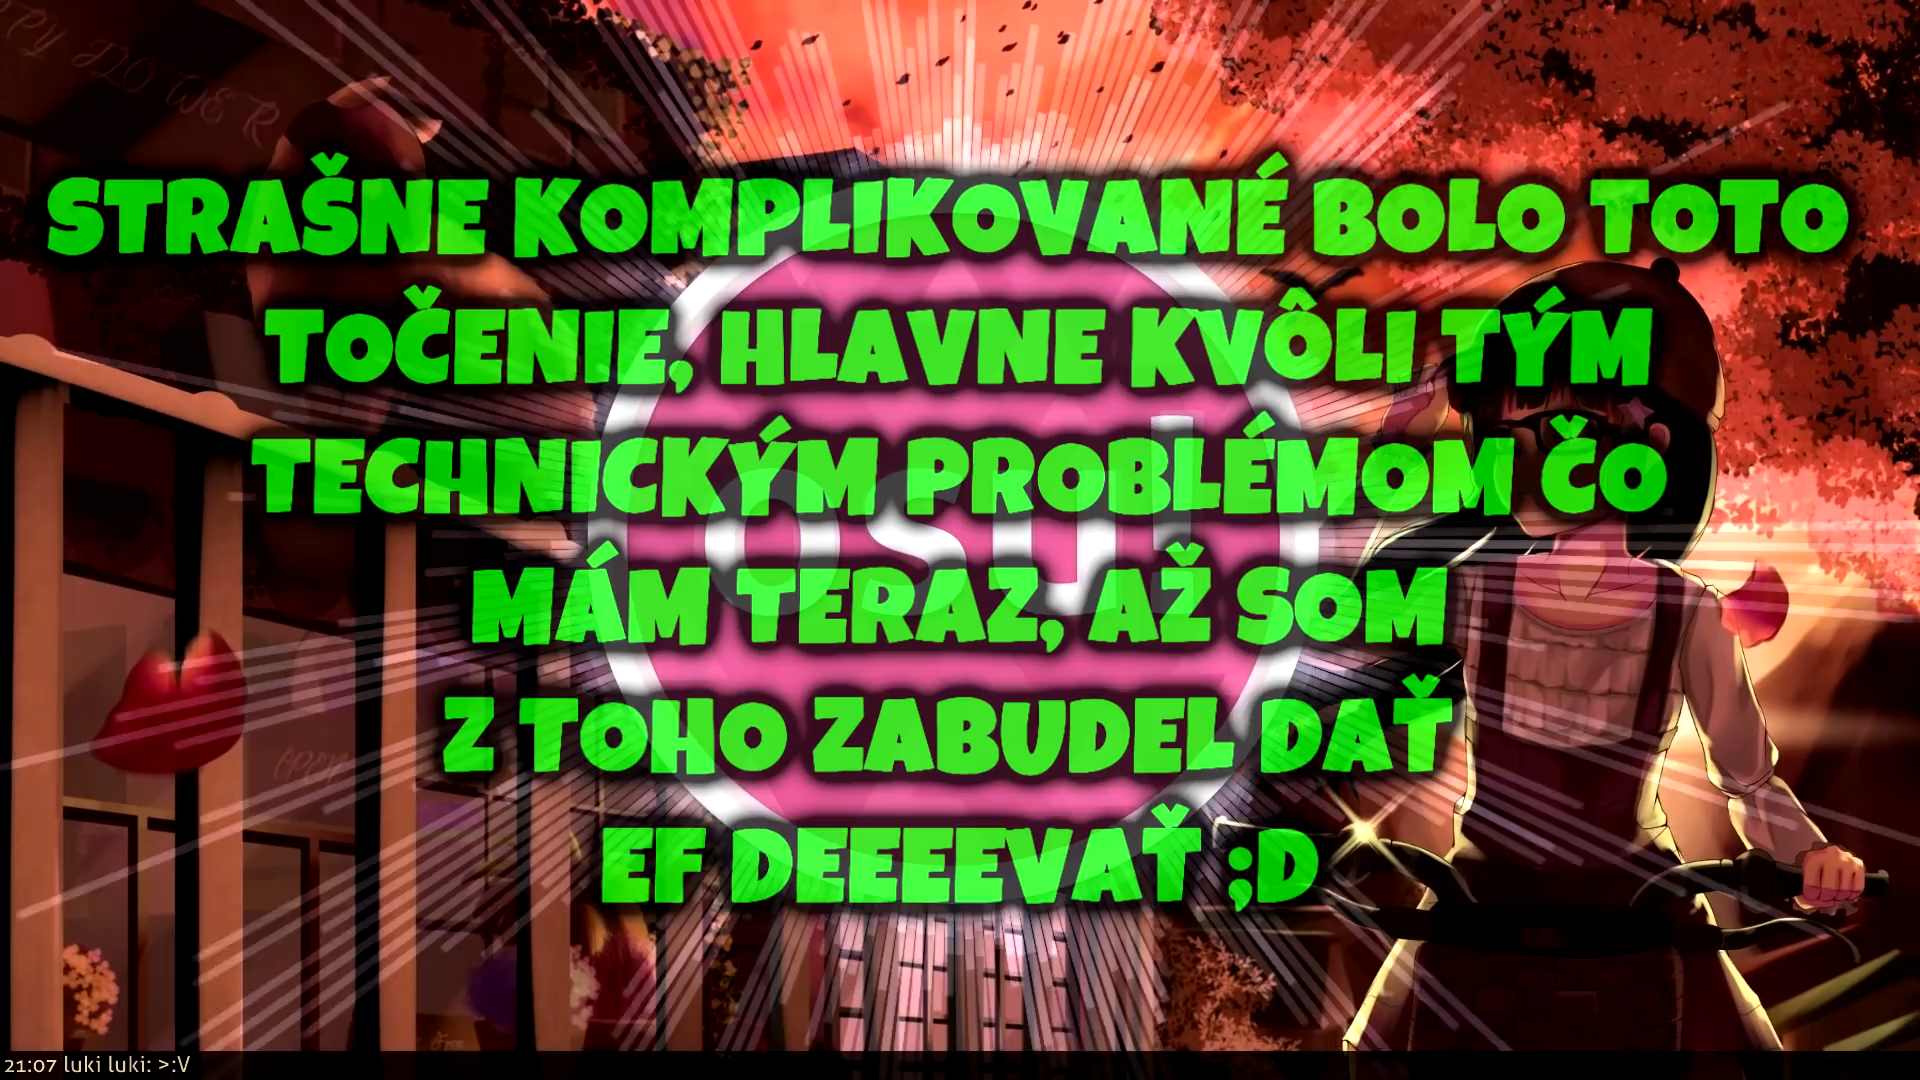 STRAŠNE KOMPLIKOVANÉ BOLO TOTO
TOČENIE, HLAVNE KVÔLI TÝM
TECHNICKÝM PROBLÉMOM ČO
MÁM TERAZ, AŽ SOM
Z TOHO ZABUDEL DAŤ
EF DEEEEVAŤ ;D
osu!
21:07 luki luki: >:V